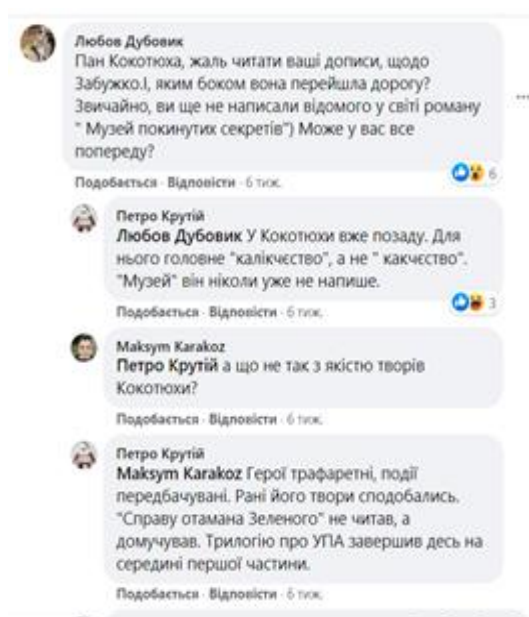 Любов Дубовик
Пан Кокотюха, жаль читати ваші дописи, щодо
Забужко.І, яким боком вона перейшла дорогу?
Звичайно, ви ще не написали відомого у світі роману
" Музей покинутих секретів") Може у вас все
попереду?
6
Подобається · Відповісти · 6 тиж.
Петро Крутій
Любов Дубовик У Кокотюхи вже позаду. Для
нього головне "калікчєство", а не " какчєство".
"Музей" він ніколи уже не напише.
3
Подобається · Відповісти · 6 тиж.
Maksym Karakoz
Петро Крутій а що не так з якістю творів
Кокотюхи?
Подобається · Відповісти · 6 тиж.
Петро Крутій
Maksym Karakoz Герої трафаретні, події
передбачувані. Рані його твори сподобались.
"Справу отамана Зеленого" не читав, а
домучував. Трилогію про УПА завершив десь на
середині першої частини.
Подобається · Відповісти · 6 тиж.